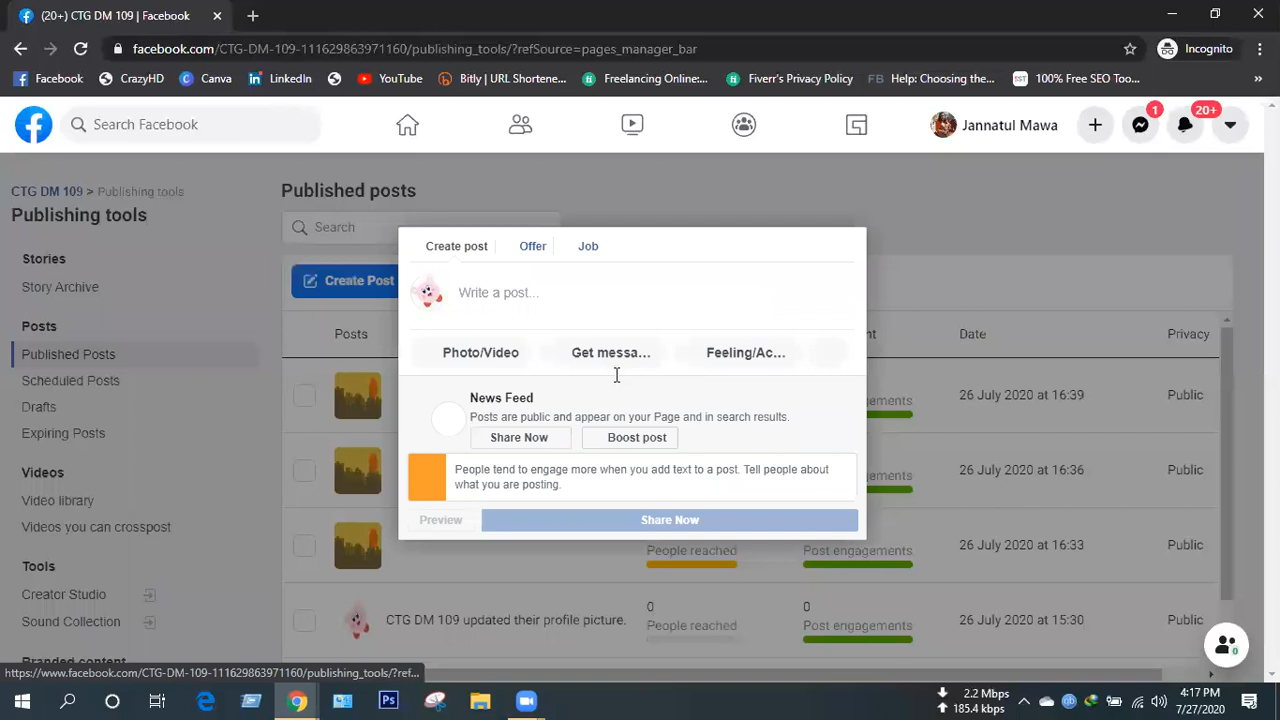 (20+) CTG DM 109 | Facebook
facebook.com/CTG-DM-109-111629863971160/publishing_tools/?refSource=pages_manager_bar
Incognito
Facebook
CrazyHD
Canva
LinkedIn
YouTube
Bitly | URL Shortene...
Freelancing Online:...
Fiverr's Privacy Policy
FB Help: Choosing the...
SST 100% Free SEO Too...
»
Search Facebook
Jannatul Mawa
1
20+
CTG DM 109 > Publishing tools
Publishing tools
Stories
Story Archive
Posts
Published Posts
Scheduled Posts
Drafts
Expiring Posts
Videos
Video library
Videos you can crosspost
Tools
Creator Studio
Sound Collection
Branded content
Published posts
Search
Create Post
Posts
Date
Privacy
26 July 2020 at 16:39
Public
26 July 2020 at 16:36
Public
People reached
Post engagements
26 July 2020 at 16:33
Public
CTG DM 109 updated their profile picture.
0
People reached
0
Post engagements
26 July 2020 at 15:30
Public
Create post
Offer
Job
Write a post...
Photo/Video
Get messa...
Feeling/Ac...
News Feed
Posts are public and appear on your Page and in search results.
Share Now
Boost post
People tend to engage more when you add text to a post. Tell people about
what you are posting.
Preview
Share Now
0
https://www.facebook.com/CTG-DM-109-111629863971160/publishing_tools/?ref...
Ps
2.2 Mbps
185.4 kbps
qb
4:17 PM
7/27/2020